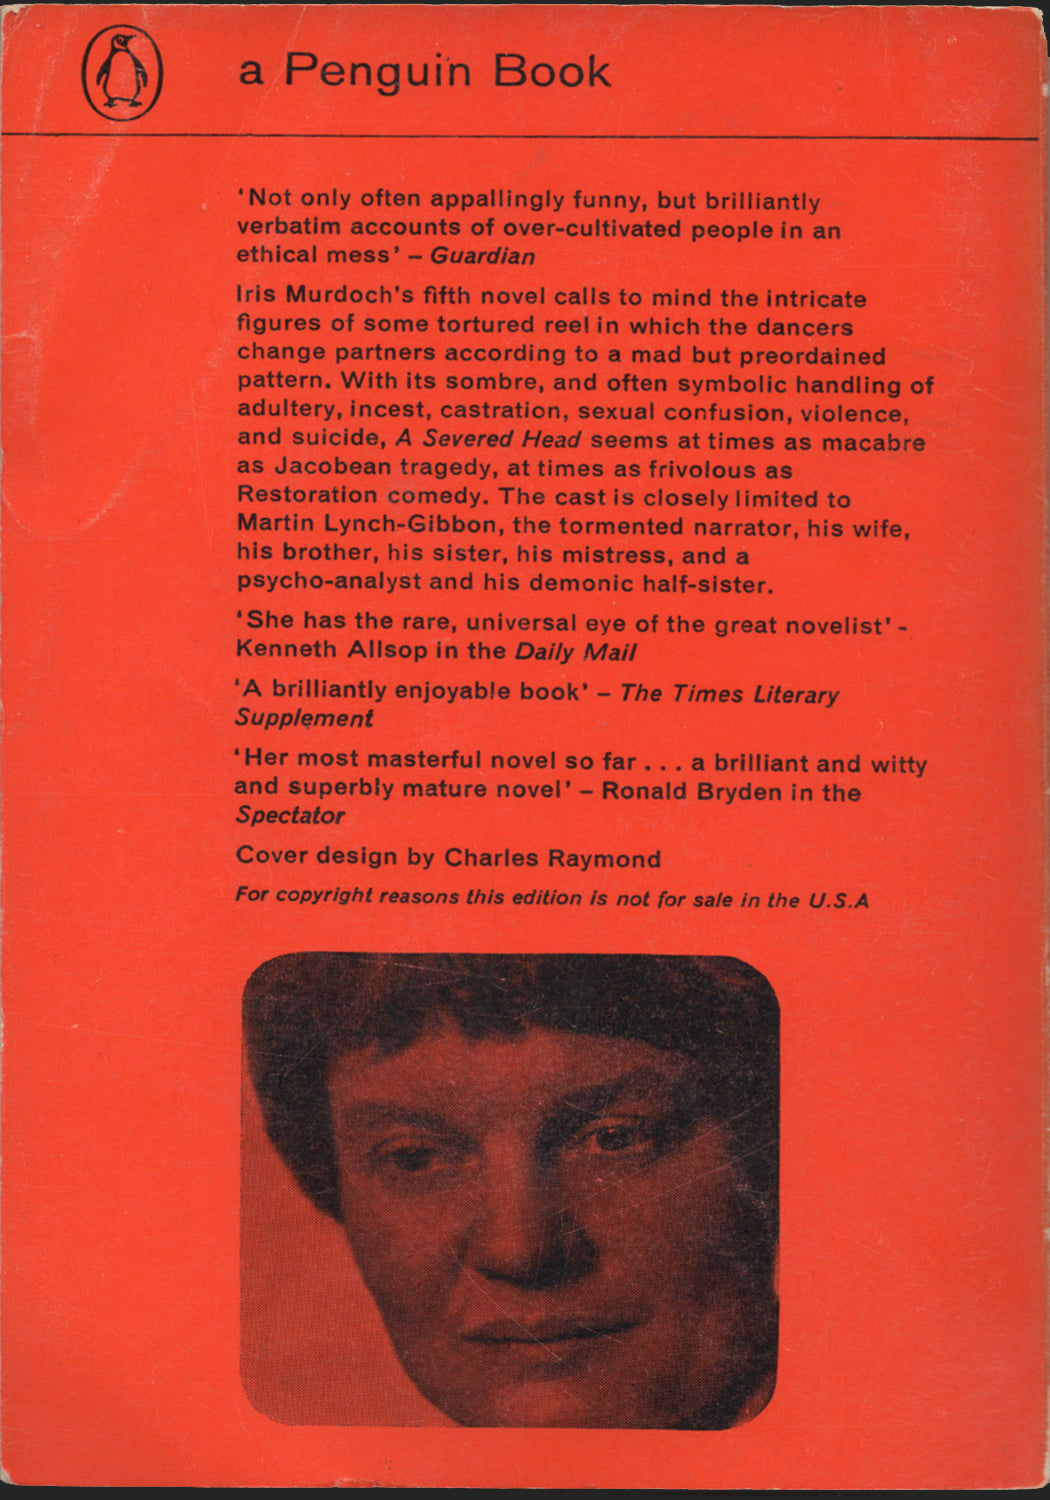 a Penguin Book
‘Not only often appallingly funny, but brilliantly
verbatim accounts of over-cultivated people in an
ethical mess’ – Guardian
Iris Murdoch’s fifth novel calls to mind the intricate
figures of some tortured reel in which the dancers
change partners according to a mad but preordained
pattern. With its sombre, and often symbolic handling of
adultery, incest, castration, sexual confusion, violence,
and suicide, A Severed Head seems at times as macabre
as Jacobean tragedy, at times as frivolous as
Restoration comedy. The cast is closely limited to
Martin Lynch-Gibbon, the tormented narrator, his wife,
his brother, his sister, his mistress, and a
psycho-analyst and his demonic half-sister.
‘She has the rare, universal eye of the great novelist’ -
Kenneth Allsop in the Daily Mail
‘A brilliantly enjoyable book’ – The Times Literary
Supplement
‘Her most masterful novel so far . . . a brilliant and witty
and superbly mature novel’ – Ronald Bryden in the
Spectator
Cover design by Charles Raymond
For copyright reasons this edition is not for sale in the U.S.A